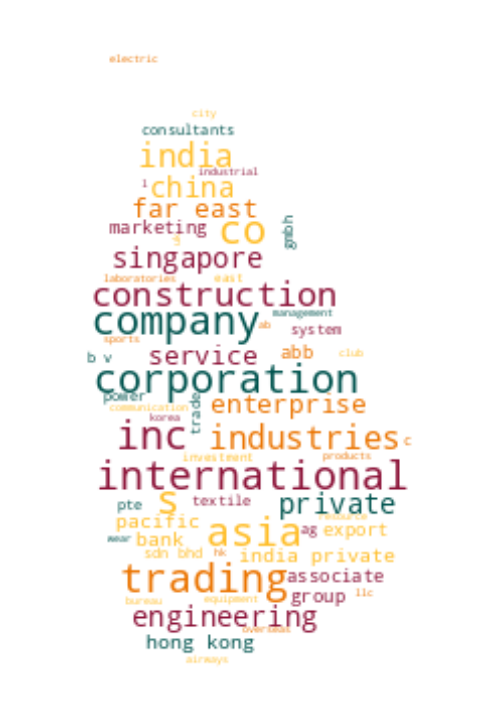 electric
city
consultants
india
industrial
l china
far east
marketing co gmbh
singapore
laboratories east
construction
management
company ab system
sports
b v service abb club
corporation
power trade
communication enterprise
korea
inc industries c
investment products
international
pte s textile private
pacific asia ag export
wear bank
sdn bhd hk india private
trading associate
group llc
bureau equipment
engineering
overseas
hong kong
airways